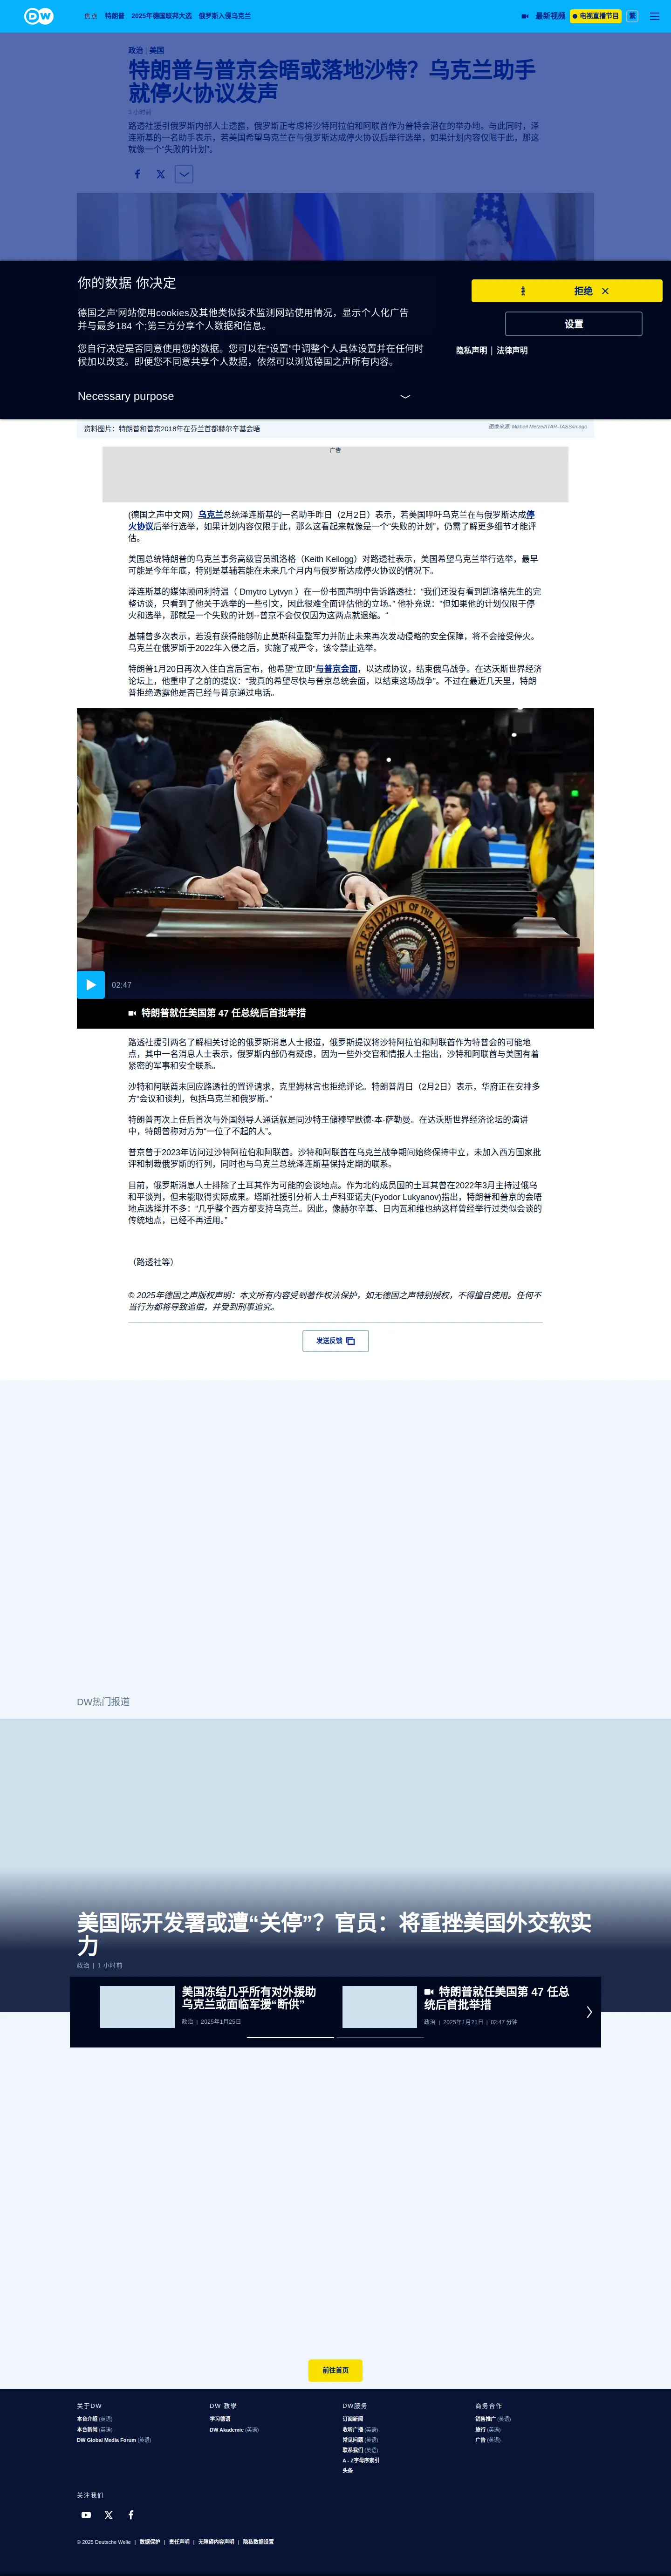 DW
焦点 特朗普 2025年德国联邦大选 俄罗斯入侵乌克兰
最新视频 电视直播节目 繁
政治 | 美国
特朗普与普京会晤或落地沙特？乌克兰助手
就停火协议发声
3 小时前
路透社援引俄罗斯内部人士透露，俄罗斯正考虑将沙特阿拉伯和阿联酋作为普特会潜在的举办地。与此同时，泽
连斯基的一名助手表示，若美国希望乌克兰在与俄罗斯达成停火协议后举行选举，如果计划内容仅限于此，那这
就像一个“失败的计划”。
你的数据 你决定
德国之声'网站使用cookies及其他类似技术监测网站使用情况，显示个人化广告
并与最多184 个;第三方分享个人数据和信息。
您自行决定是否同意使用您的数据。您可以在“设置”中调整个人具体设置并在任何时
候加以改变。即便您不同意共享个人数据，依然可以浏览德国之声所有内容。
Necessary purpose
拒绝
设置
隐私声明 | 法律声明
资料图片：特朗普和普京2018年在芬兰首都赫尔辛基会晤
图像来源: Mikhail Metzel/ITAR-TASS/imago
广告
(德国之声中文网）乌克兰总统泽连斯基的一名助手昨日（2月2日）表示，若美国呼吁乌克兰在与俄罗斯达成停
火协议后举行选举，如果计划内容仅限于此，那么这看起来就像是一个“失败的计划”，仍需了解更多细节才能评
估。
美国总统特朗普的乌克兰事务高级官员凯洛格（Keith Kellogg）对路透社表示，美国希望乌克兰举行选举，最早
可能是今年年底，特别是基辅若能在未来几个月内与俄罗斯达成停火协议的情况下。
泽连斯基的媒体顾问利特温（ Dmytro Lytvyn ）在一份书面声明中告诉路透社：“我们还没有看到凯洛格先生的完
整访谈，只看到了他关于选举的一些引文，因此很难全面评估他的立场。” 他补充说：“但如果他的计划仅限于停
火和选举，那就是一个失败的计划--普京不会仅仅因为这两点就退缩。”
基辅曾多次表示，若没有获得能够防止莫斯科重整军力并防止未来再次发动侵略的安全保障，将不会接受停火。
乌克兰在俄罗斯于2022年入侵之后，实施了戒严令，该令禁止选举。
特朗普1月20日再次入住白宫后宣布，他希望“立即”与普京会面，以达成协议，结束俄乌战争。在达沃斯世界经济
论坛上，他重申了之前的提议：“我真的希望尽快与普京总统会面，以结束这场战争”。不过在最近几天里，特朗
普拒绝透露他是否已经与普京通过电话。
PRESIDENT OF THE
02:47
特朗普就任美国第 47 任总统后首批举措
路透社援引两名了解相关讨论的俄罗斯消息人士报道，俄罗斯提议将沙特阿拉伯和阿联酋作为特普会的可能地
点，其中一名消息人士表示，俄罗斯内部仍有疑虑，因为一些外交官和情报人士指出，沙特和阿联酋与美国有着
紧密的军事和安全联系。
沙特和阿联酋未回应路透社的置评请求，克里姆林宫也拒绝评论。特朗普周日（2月2日）表示，华府正在安排多
方“会议和谈判，包括乌克兰和俄罗斯。”
特朗普再次上任后首次与外国领导人通话就是同沙特王储穆罕默德·本·萨勒曼。在达沃斯世界经济论坛的演讲
中，特朗普称对方为“一位了不起的人”。
普京曾于2023年访问过沙特阿拉伯和阿联酋。沙特和阿联酋在乌克兰战争期间始终保持中立，未加入西方国家批
评和制裁俄罗斯的行列，同时也与乌克兰总统泽连斯基保持定期的联系。
目前，俄罗斯消息人士排除了土耳其作为可能的会谈地点。作为北约成员国的土耳其曾在2022年3月主持过俄乌
和平谈判，但未能取得实际成果。塔斯社援引分析人士卢科亚诺夫(Fyodor Lukyanov)指出，特朗普和普京的会晤
地点选择并不多：“几乎整个西方都支持乌克兰。因此，像赫尔辛基、日内瓦和维也纳这样曾经举行过类似会谈的
传统地点，已经不再适用。”
（路透社等）
© 2025年德国之声版权声明：本文所有内容受到著作权法保护，如无德国之声特别授权，不得擅自使用。任何不
当行为都将导致追偿，并受到刑事追究。
发送反馈
DW热门报道
美国际开发署或遭“关停”？官员：将重挫美国外交软实
力
政治 | 1 小时前
美国冻结几乎所有对外援助
乌克兰或面临军援“断供”
政治 | 2025年1月25日
特朗普就任美国第 47 任总
统后首批举措
政治 | 2025年1月21日 | 02:47 分钟
前往首页
关于DW
本台介绍 (英语)
本台新闻 (英语)
DW Global Media Forum (英语)
DW 教學
学习德语
DW Akademie (英语)
DW服务
订阅新闻
收听广播 (英语)
常见问题 (英语)
联系我们 (英语)
A - Z字母序索引
头条
商务合作
销售推广 (英语)
旅行 (英语)
广告 (英语)
关注我们
© 2025 Deutsche Welle | 数据保护 | 责任声明 | 无障碍内容声明 | 隐私数据设置